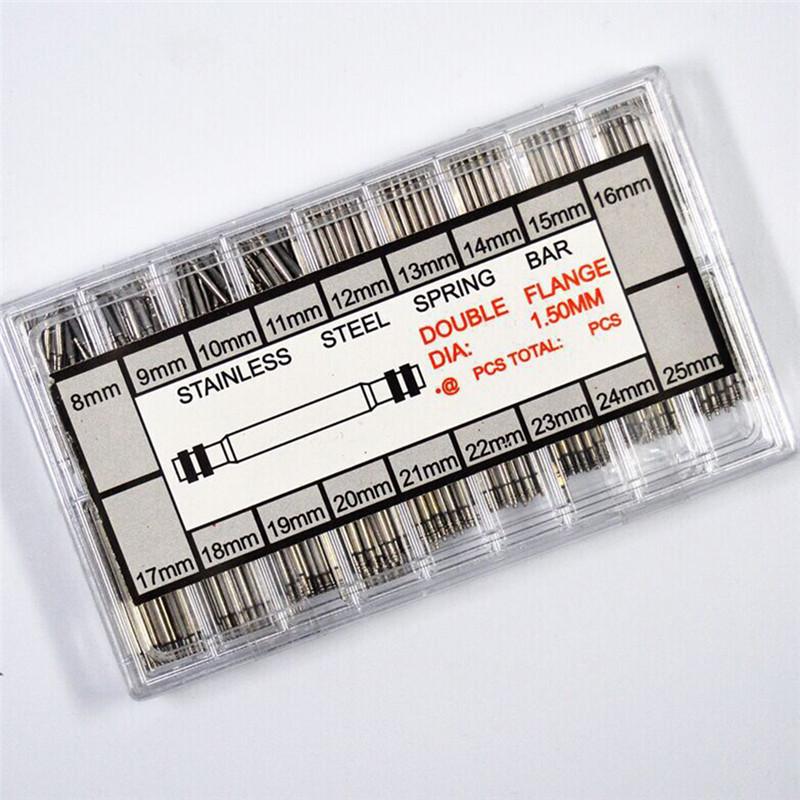 8mm 9mm 10mm 11mm 12mm 13mm 14mm 15mm 16mm
STAINLESS STEEL SPRING BAR
DOUBLE FLANGE
DIA: 1.50MM
·@ PCS TOTAL: PCS
17mm 18mm 19mm 20mm 21mm 22mm 23mm 24mm 25mm